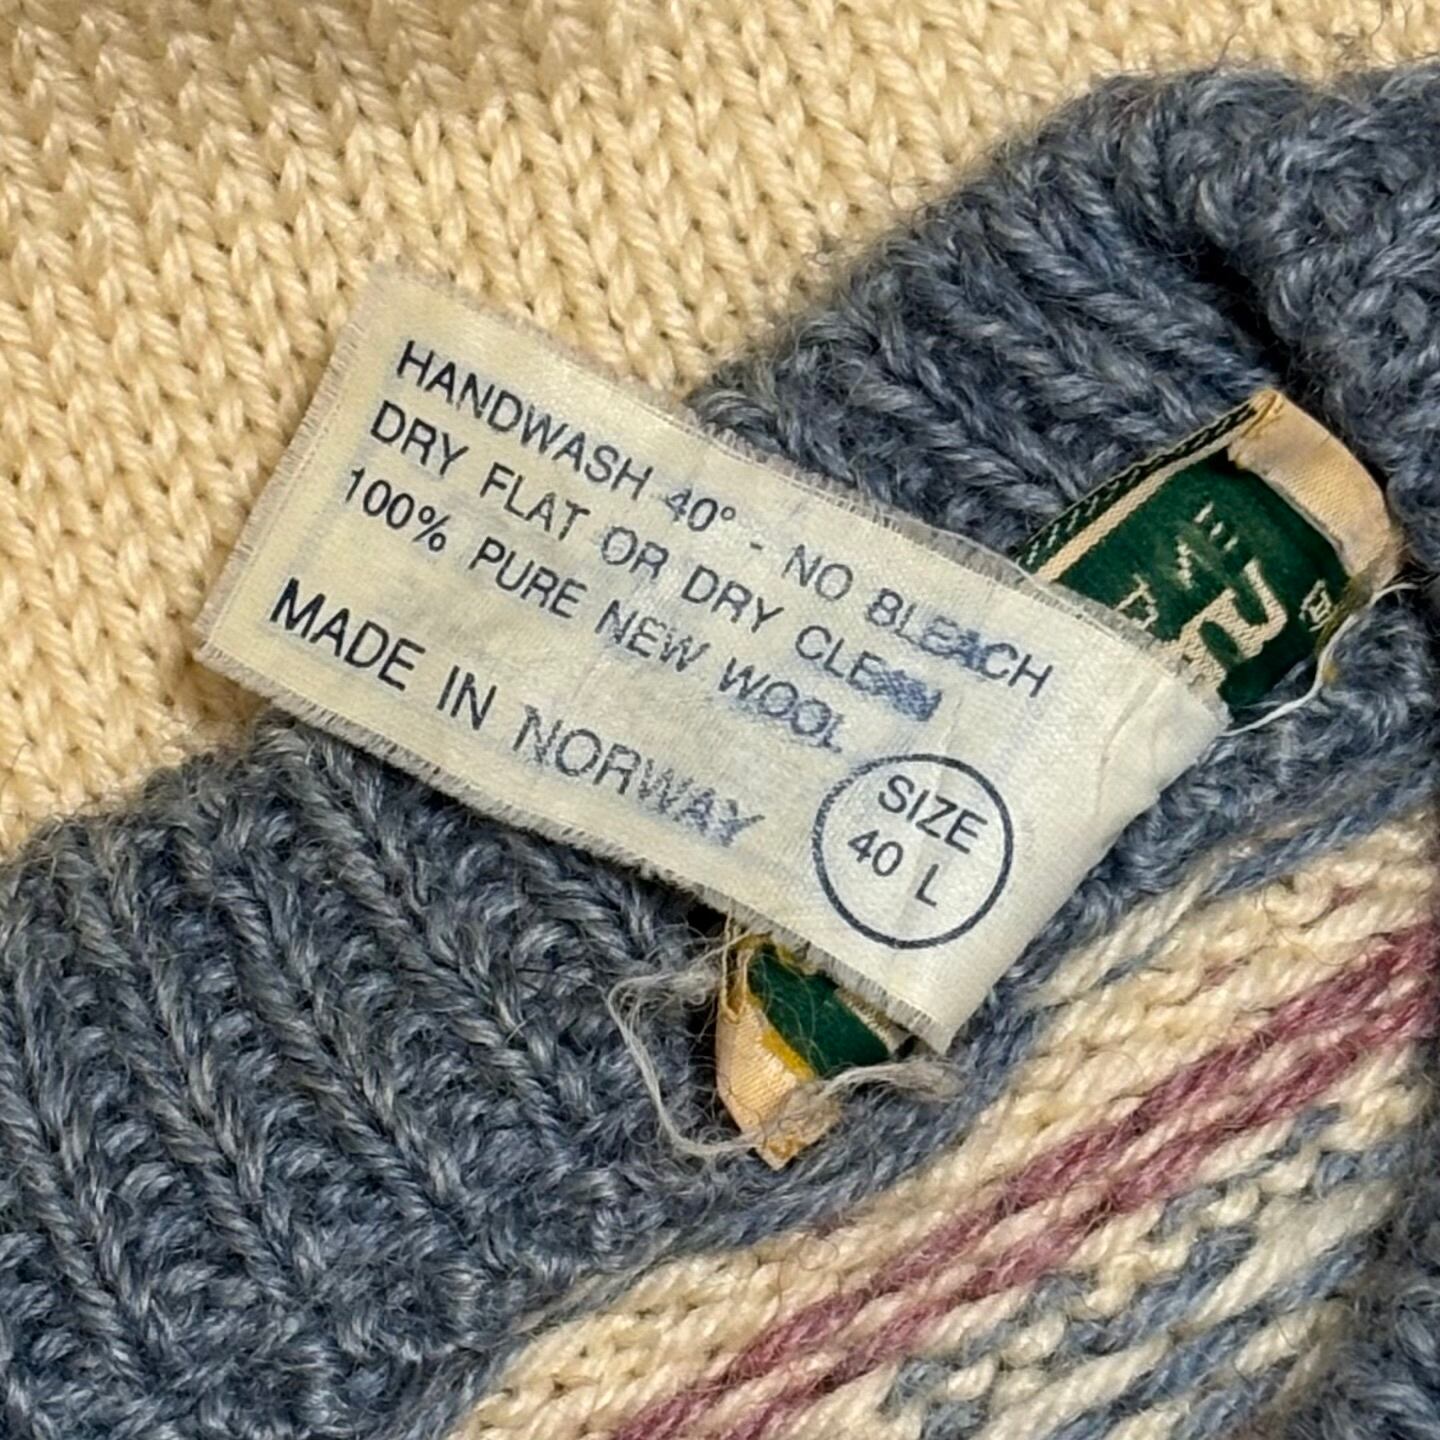 HANDWASH 40° - NO BLEACH
DRY FLAT OR DRY CLEAN
100% PURE NEW WOOL
MADE IN NORWAY
SIZE
40 L